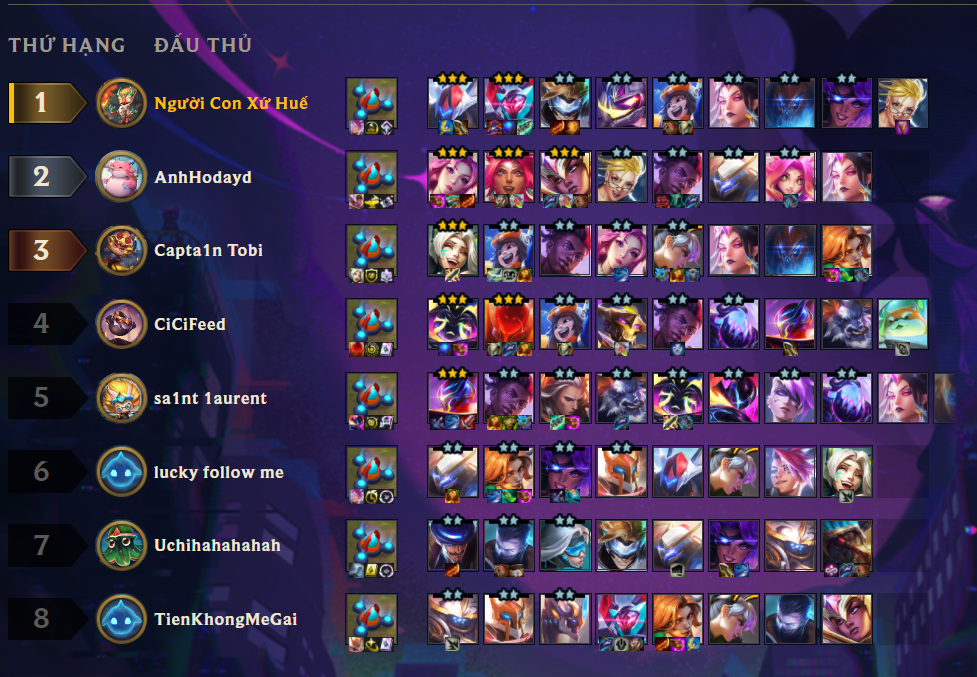 THỨ HẠNG ĐẤU THỦ
1 Người Con Xứ Huế
2 AnhHodayd
3 Capta1n Tobi
4 CiCiFeed
5 sa1nt 1aurent
6 lucky follow me
7 Uchihahahahah
8 TienKhongMeGai